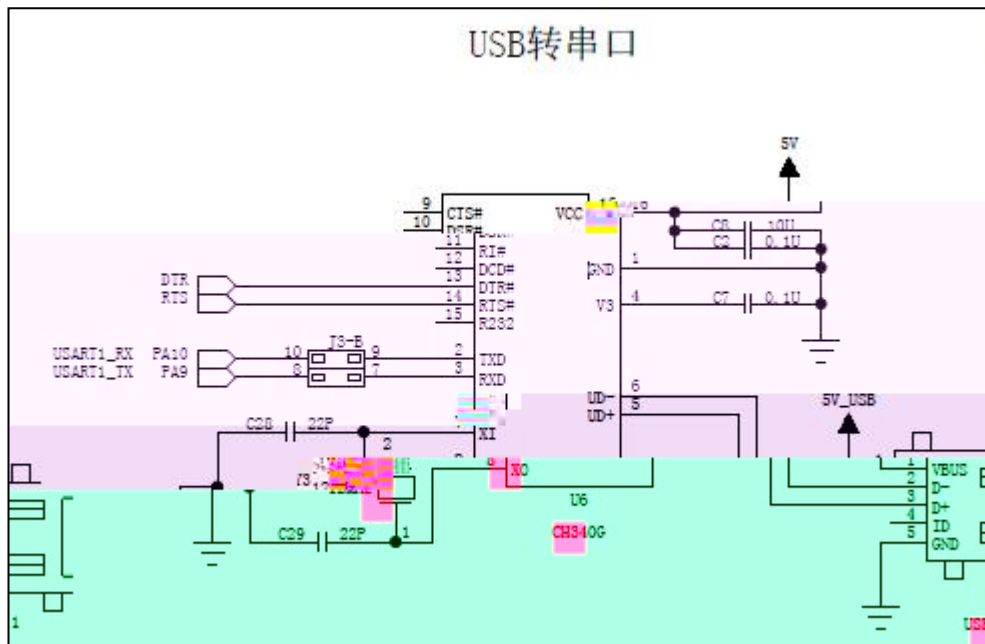 USB转串口
5V
9 CTS# VCC
10
11 RI#
12 DCD#
13 DTR#
14 RTS#
15 R232
DTR
RTS
C8 10U
C2 0.1U
GND 1
V3 4 C7 0.1U
J3-B
USART1_RX PA10 10 9 2 TXD
USART1_TX PA9 8 7 3 RXD
UD- 6
UD+ 5
5V_USB
C28 22P XI
2
XO
U6
CH340G
C29 22P 1
1 VBUS
2 D-
3 D+
4 ID
5 GND
1